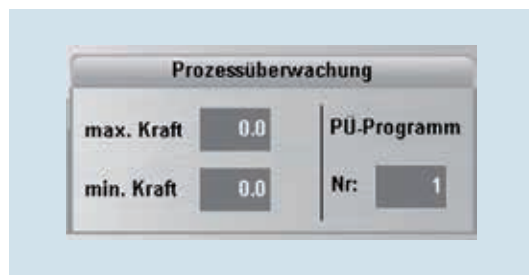 Prozessüberwachung
max. Kraft 0.0
min. Kraft 0.0
PÜ-Programm
Nr: 1